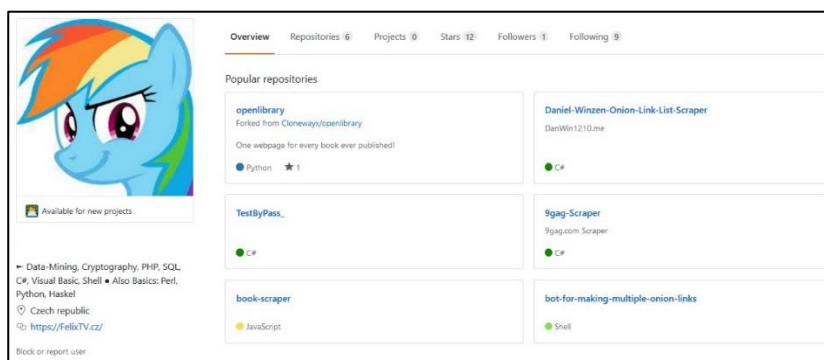 Overview Repositories 6 Projects 0 Stars 12 Followers 1 Following 9
Popular repositories
openlibrary
Forked from Clonewayx/openlibrary
One webpage for every book ever published!
Python ★ 1
Daniel-Winzen-Onion-Link-List-Scraper
DanWin1210.me
C#
TestByPass_
C#
9gag-Scraper
9gag.com Scraper
C#
book-scraper
JavaScript
bot-for-making-multiple-onion-links
Shell
Available for new projects
► Data-Mining, Cryptography, PHP, SQL,
C#, Visual Basic, Shell ● Also Basics: Perl,
Python, Haskel
Czech republic
https://FelixTV.cz/
Block or report user